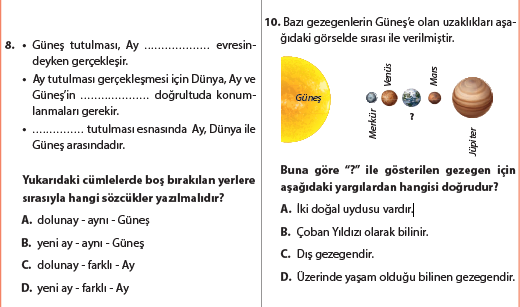 8. • Güneş tutulması, Ay ................... evresin-
deyken gerçekleşir.
• Ay tutulması gerçekleşmesi için Dünya, Ay ve
Güneş'in .................... doğrultuda konum-
lanmaları gerekir.
• ............... tutulması esnasında Ay, Dünya ile
Güneş arasındadır.
Yukarıdaki cümlelerde boş bırakılan yerlere
sırasıyla hangi sözcükler yazılmalıdır?
A. dolunay - aynı - Güneş
B. yeni ay - aynı - Güneş
C. dolunay - farklı - Ay
D. yeni ay - farklı - Ay
10. Bazı gezegenlerin Güneş'e olan uzaklıkları aşa-
ğıdaki görselde sırası ile verilmiştir.
Güneş
Merkür
Venüs
?
Mars
Jüpiter
Buna göre "?" ile gösterilen gezegen için
aşağıdaki yargılardan hangisi doğrudur?
A. İki doğal uydusu vardır.
B. Çoban Yıldızı olarak bilinir.
C. Dış gezegendir.
D. Üzerinde yaşam olduğu bilinen gezegendir.